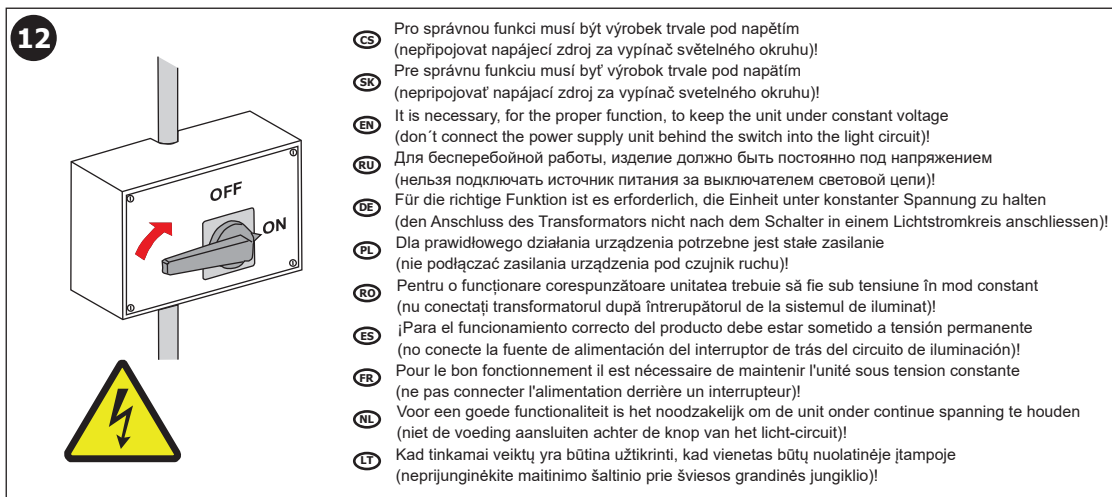 12
OFF
ON
CS Pro správnou funkci musí být výrobek trvale pod napětím
(nepřipojovat napájecí zdroj za vypínač světelného okruhu)!
SK Pre správnu funkciu musí byť výrobok trvale pod napätím
(nepripojovať napájací zdroj za vypínač svetelného okruhu)!
EN It is necessary, for the proper function, to keep the unit under constant voltage
(don´t connect the power supply unit behind the switch into the light circuit)!
RU Для бесперебойной работы, изделие должно быть постоянно под напряжением
(нельзя подключать источник питания за выключателем световой цепи)!
DE Für die richtige Funktion ist es erforderlich, die Einheit unter konstanter Spannung zu halten
(den Anschluss des Transformators nicht nach dem Schalter in einem Lichtstromkreis anschliessen)!
PL Dla prawidłowego działania urządzenia potrzebne jest stałe zasilanie
(nie podłączać zasilania urządzenia pod czujnik ruchu)!
RO Pentru o funcționare corespunzătoare unitatea trebuie să fie sub tensiune în mod constant
(nu conectați transformatorul după întrerupătorul de la sistemul de iluminat)!
ES ¡Para el funcionamiento correcto del producto debe estar sometido a tensión permanente
(no conecte la fuente de alimentación del interruptor de trás del circuito de iluminación)!
FR Pour le bon fonctionnement il est nécessaire de maintenir l'unité sous tension constante
(ne pas connecter l'alimentation derrière un interrupteur)!
NL Voor een goede functionaliteit is het noodzakelijk om de unit onder continue spanning te houden
(niet de voeding aansluiten achter de knop van het licht-circuit)!
LT Kad tinkamai veiktų yra būtina užtikrinti, kad vienetas būtų nuolatinėje įtampoje
(neprijunginėkite maitinimo šaltinio prie šviesos grandinės jungiklio)!